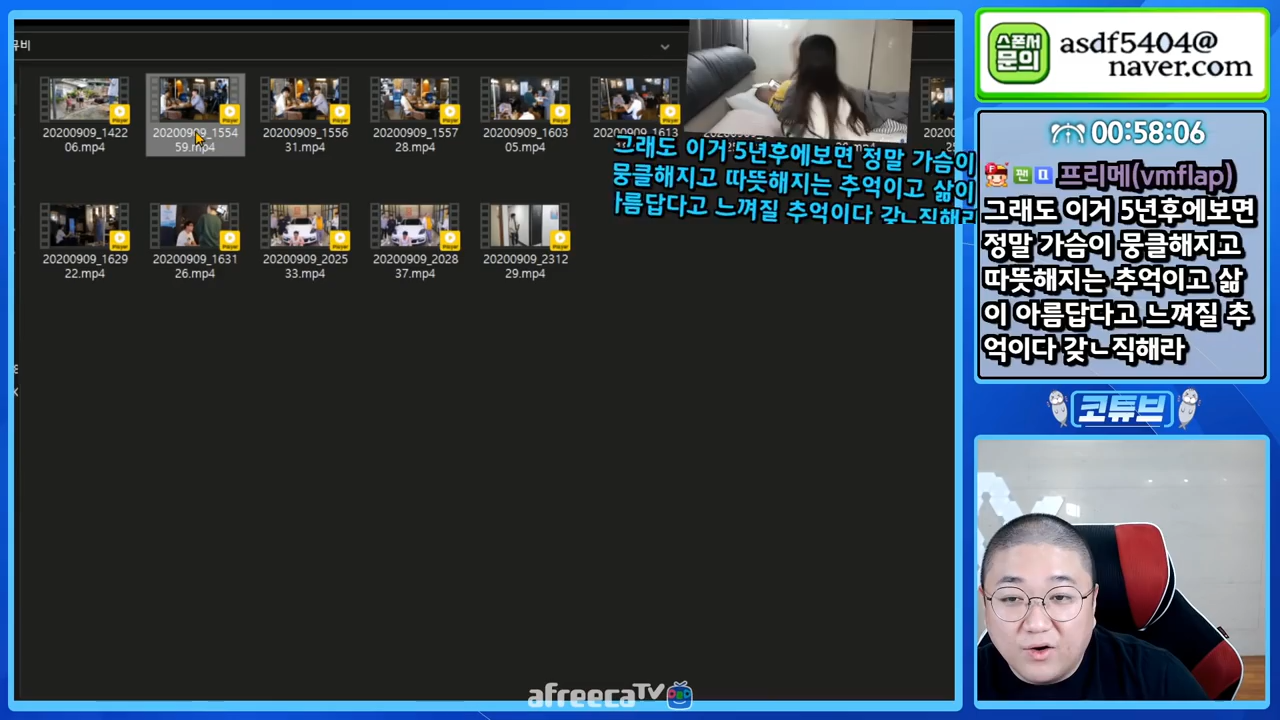 뮤비
20200909_1422
06.mp4
20200909_1554
59.mp4
20200909_1556
31.mp4
20200909_1557
28.mp4
20200909_1603
05.mp4
20200909_1613
20200
20200909_1629
22.mp4
20200909_1631
26.mp4
20200909_2025
33.mp4
20200909_2028
37.mp4
20200909_2312
29.mp4
그래도 이거 5년후에보면 정말 가슴이
뭉클해지고 따뜻해지는 추억이고 삶이
아름답다고 느껴질 추억이다 갖ㄴ직해라
스폰서
문의
asdf5404@
naver.com
00:58:06
팬
프리메(vmflap)
그래도 이거 5년후에보면
정말 가슴이 뭉클해지고
따뜻해지는 추억이고 삶
이 아름답다고 느껴질 추
억이다 갖ㄴ직해라
코튜브
afreecaTV